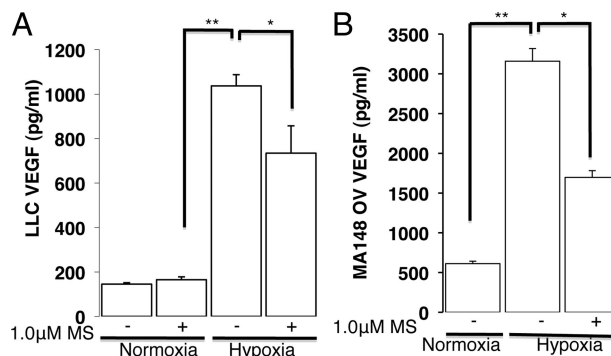 A
** *
LLC VEGF (pg/ml)
1200
1000
800
600
400
200
0
1.0μM MS - + - +
Normoxia Hypoxia
B
** *
MA148 OV VEGF (pg/ml)
3500
3000
2500
2000
1500
1000
500
0
1.0μM MS - - +
Normoxia Hypoxia